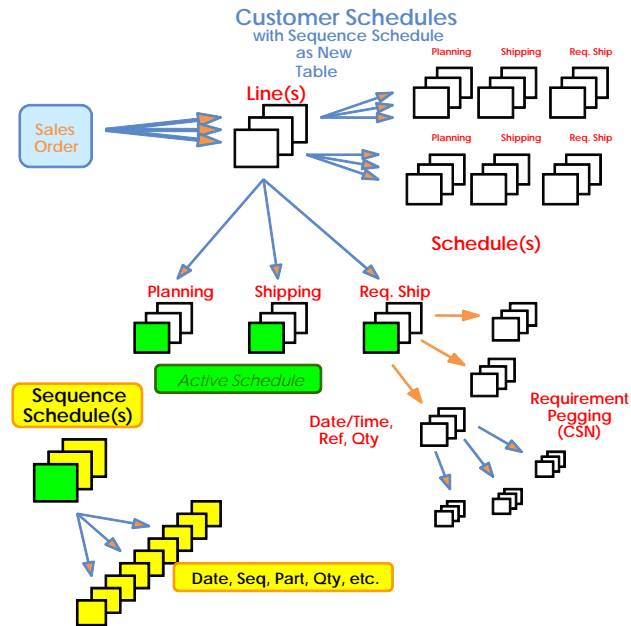 Customer Schedules
with Sequence Schedule
as New
Table
Planning
Shipping
Req. Ship
Line(s)
Sales
Order
Planning
Shipping
Req. Ship
Schedule(s)
Planning
Shipping
Req. Ship
Active Schedule
Sequence
Schedule(s)
Date/Time,
Ref, Qty
Requirement
Pegging
(CSN)
Date, Seq, Part, Qty, etc.